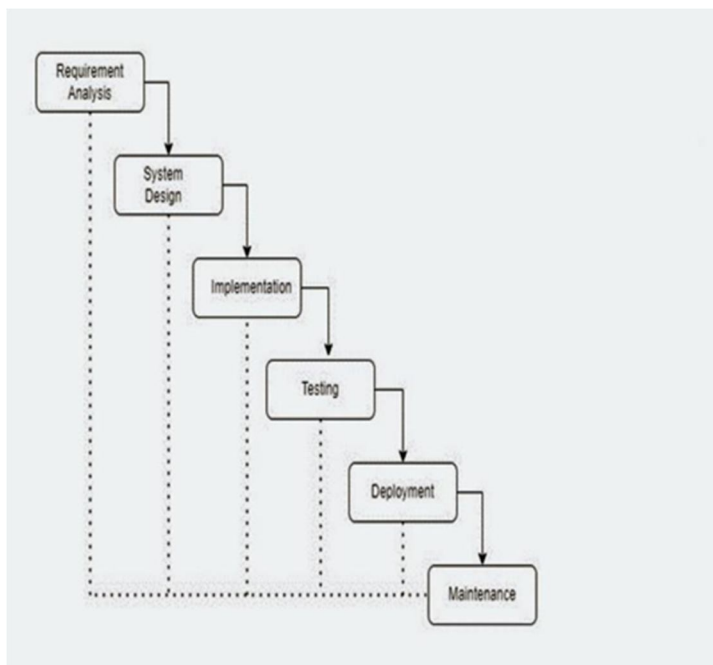 Requirement
Analysis
System
Design
Implementation
Testing
Deployment
Maintenance